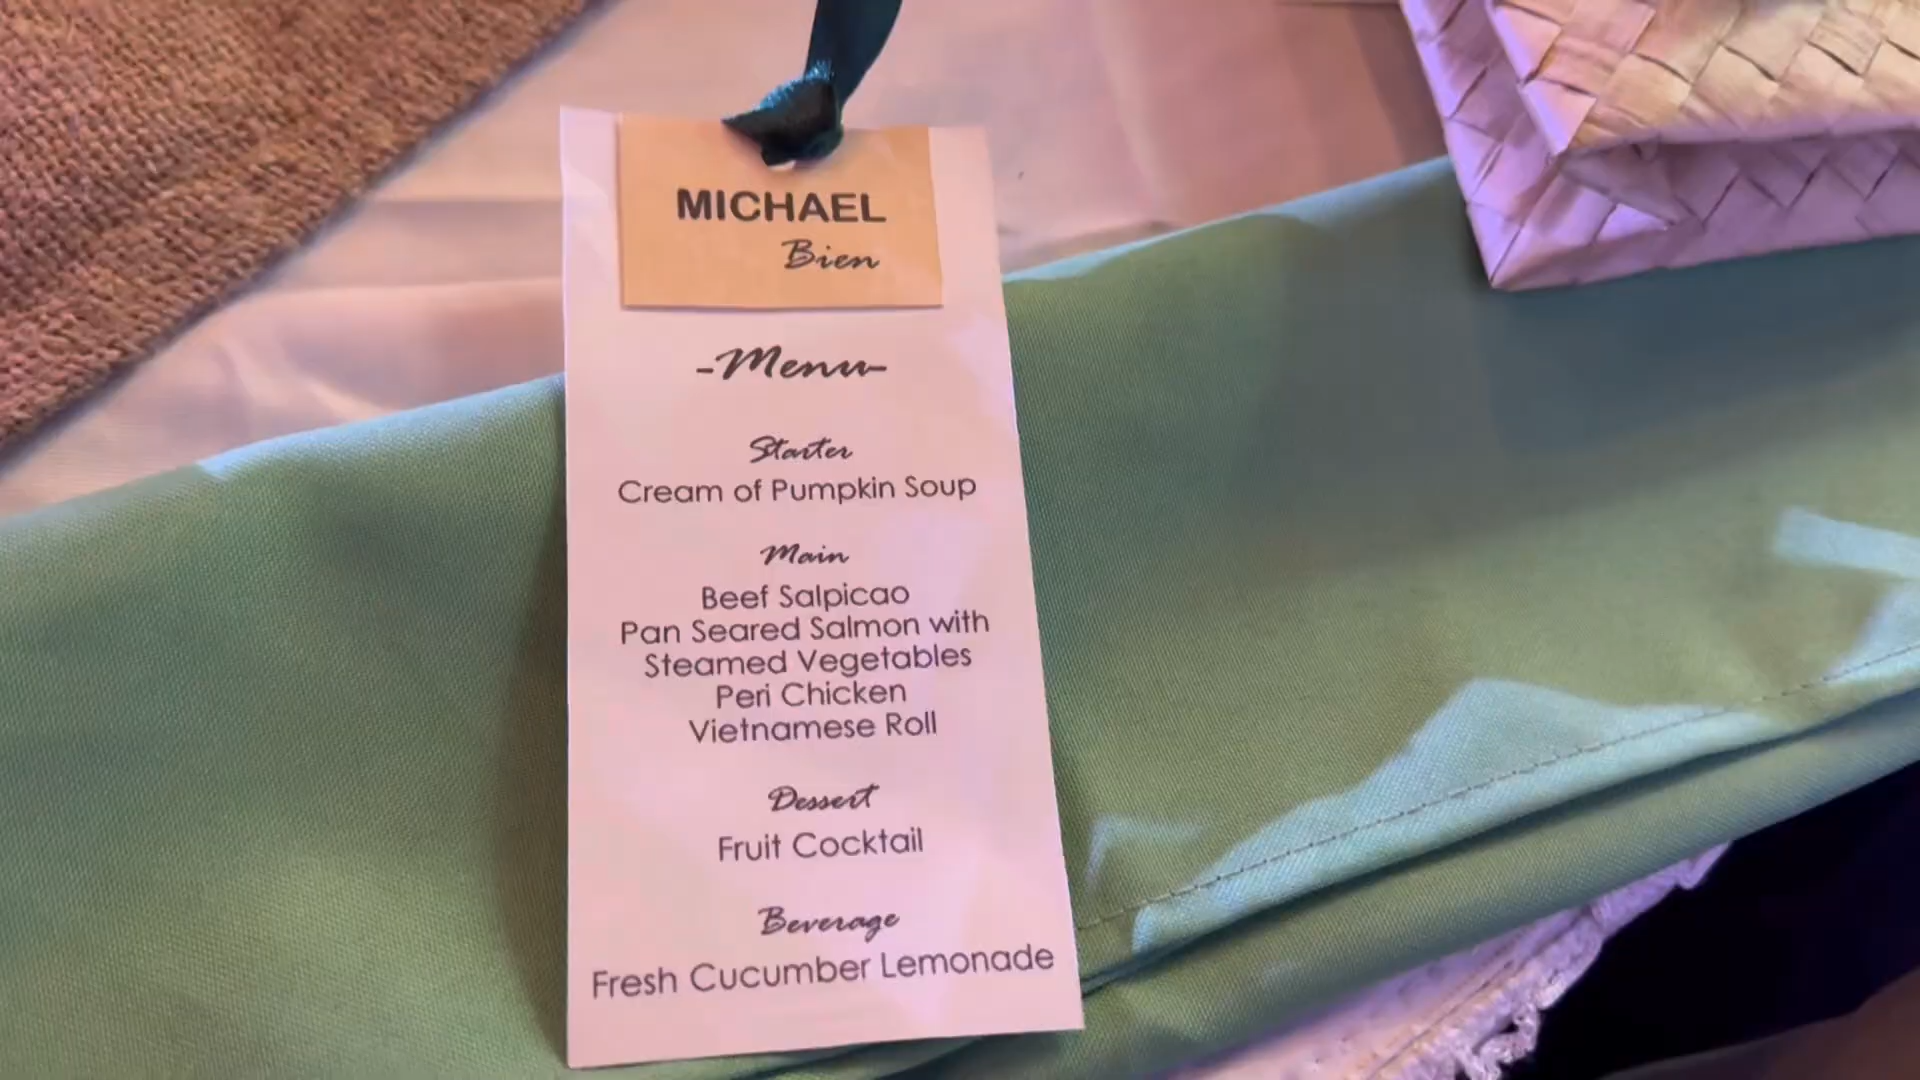 MICHAEL
Bien
-Menu-
Starter
Cream of Pumpkin Soup
Main
Beef Salpicao
Pan Seared Salmon with
Steamed Vegetables
Peri Chicken
Vietnamese Roll
Dessert
Fruit Cocktail
Beverage
Fresh Cucumber Lemonade